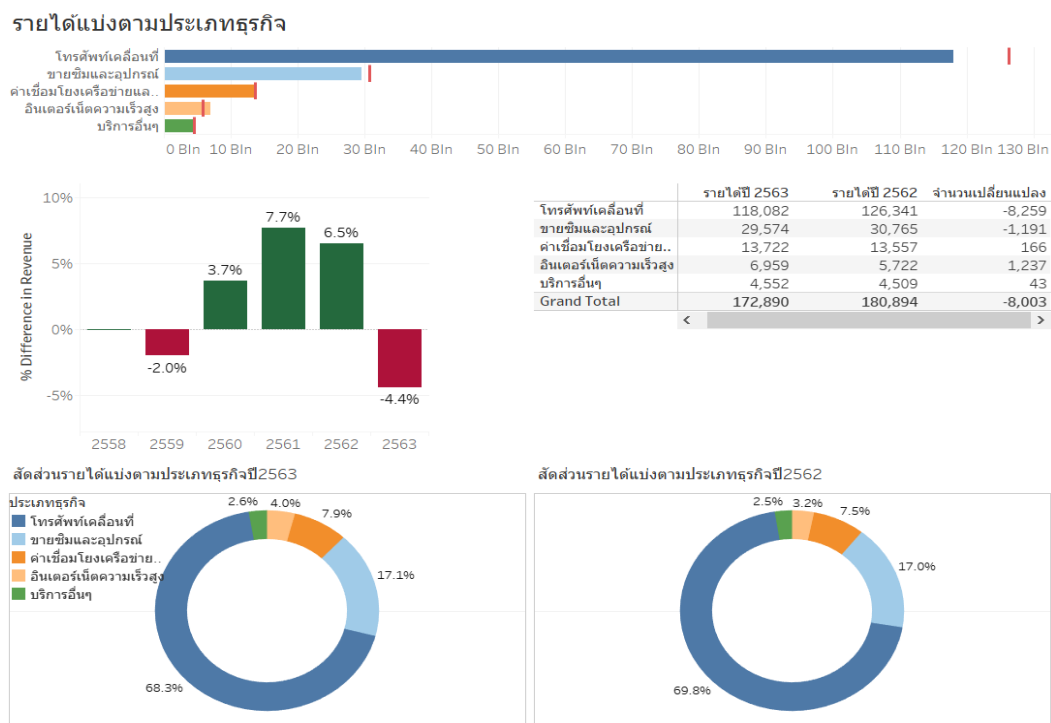 รายได้แบ่งตามประเภทธุรกิจ
โทรศัพท์เคลื่อนที่
ขายซิมและอุปกรณ์
ค่าเชื่อมโยงเครือข่ายแล..
อินเตอร์เน็ตความเร็วสูง
บริการอื่นๆ
0 Bln 10 Bln 20 Bln 30 Bln 40 Bln 50 Bln 60 Bln 70 Bln 80 Bln 90 Bln 100 Bln 110 Bln 120 Bln 130 Bln
% Difference in Revenue
10%
5%
0%
-5%
-2.0%
3.7%
7.7%
6.5%
-4.4%
2558 2559 2560 2561 2562 2563
รายได้ปี 2563 รายได้ปี 2562 จำนวนเปลี่ยนแปลง
โทรศัพท์เคลื่อนที่ 118,082 126,341 -8,259
ขายซิมและอุปกรณ์ 29,574 30,765 -1,191
ค่าเชื่อมโยงเครือข่าย.. 13,722 13,557 166
อินเตอร์เน็ตความเร็วสูง 6,959 5,722 1,237
บริการอื่นๆ 4,552 4,509 43
Grand Total 172,890 180,894 -8,003
สัดส่วนรายได้แบ่งตามประเภทธุรกิจปี2563
ประเภทธุรกิจ
โทรศัพท์เคลื่อนที่
ขายซิมและอุปกรณ์
ค่าเชื่อมโยงเครือข่าย..
อินเตอร์เน็ตความเร็วสูง
บริการอื่นๆ
2.6% 4.0%
7.9%
17.1%
68.3%
สัดส่วนรายได้แบ่งตามประเภทธุรกิจปี2562
2.5% 3.2%
7.5%
17.0%
69.8%